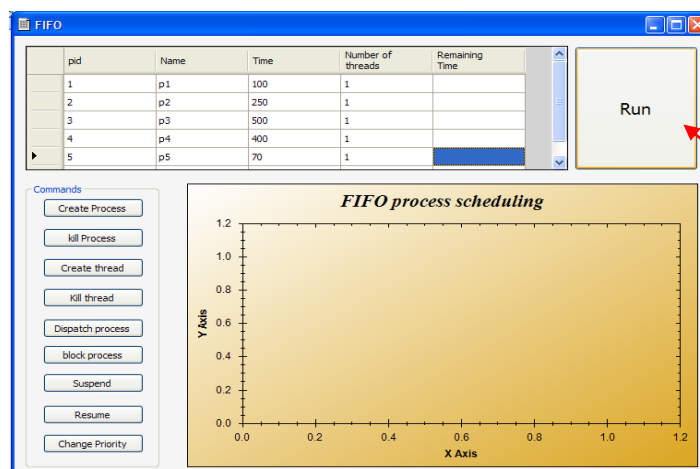 FIFO
pid Name Time Number of threads Remaining Time
1 p1 100 1
2 p2 250 1
3 p3 500 1
4 p4 400 1
5 p5 70 1
Run
Commands
Create Process
kill Process
Create thread
Kill thread
Dispatch process
block process
Suspend
Resume
Change Priority
FIFO process scheduling
1.2
1.0
0.8
0.6
0.4
0.2
0.0
Y Axis
0.0 0.2 0.4 0.6 0.8 1.0 1.2
X Axis